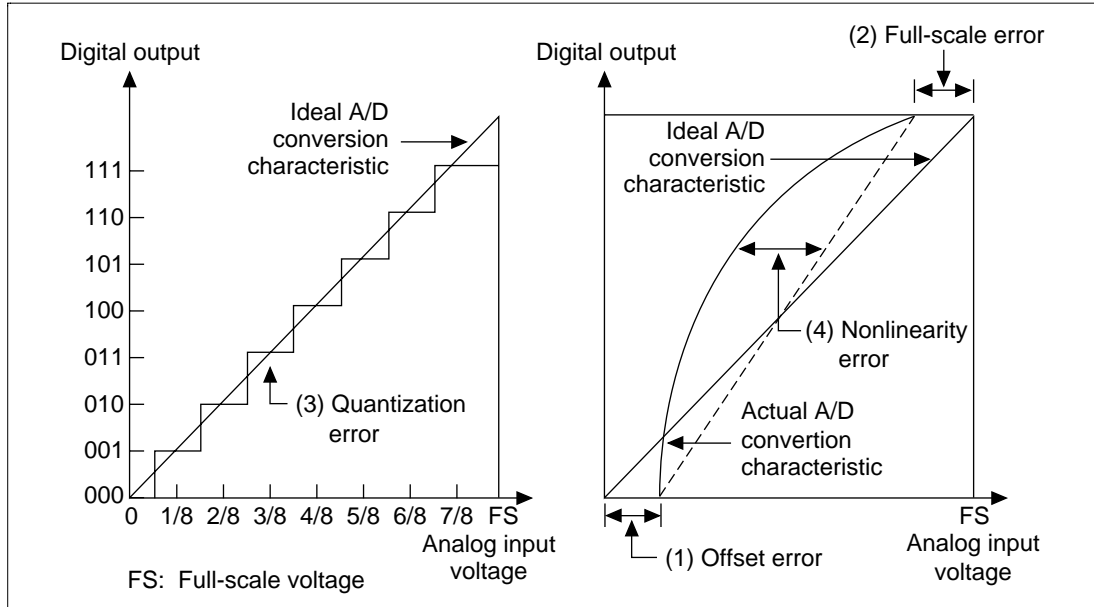 Digital output
Ideal A/D
conversion
characteristic
111
110
101
100
011
010
001
000
(3) Quantization
error
0
1/8
2/8
3/8
4/8
5/8
6/8
7/8
FS
Analog input
voltage
FS: Full-scale voltage
(2) Full-scale error
Digital output
Ideal A/D
conversion
characteristic
(4) Nonlinearity
error
Actual A/D
convertion
characteristic
FS
(1) Offset error
Analog input
voltage